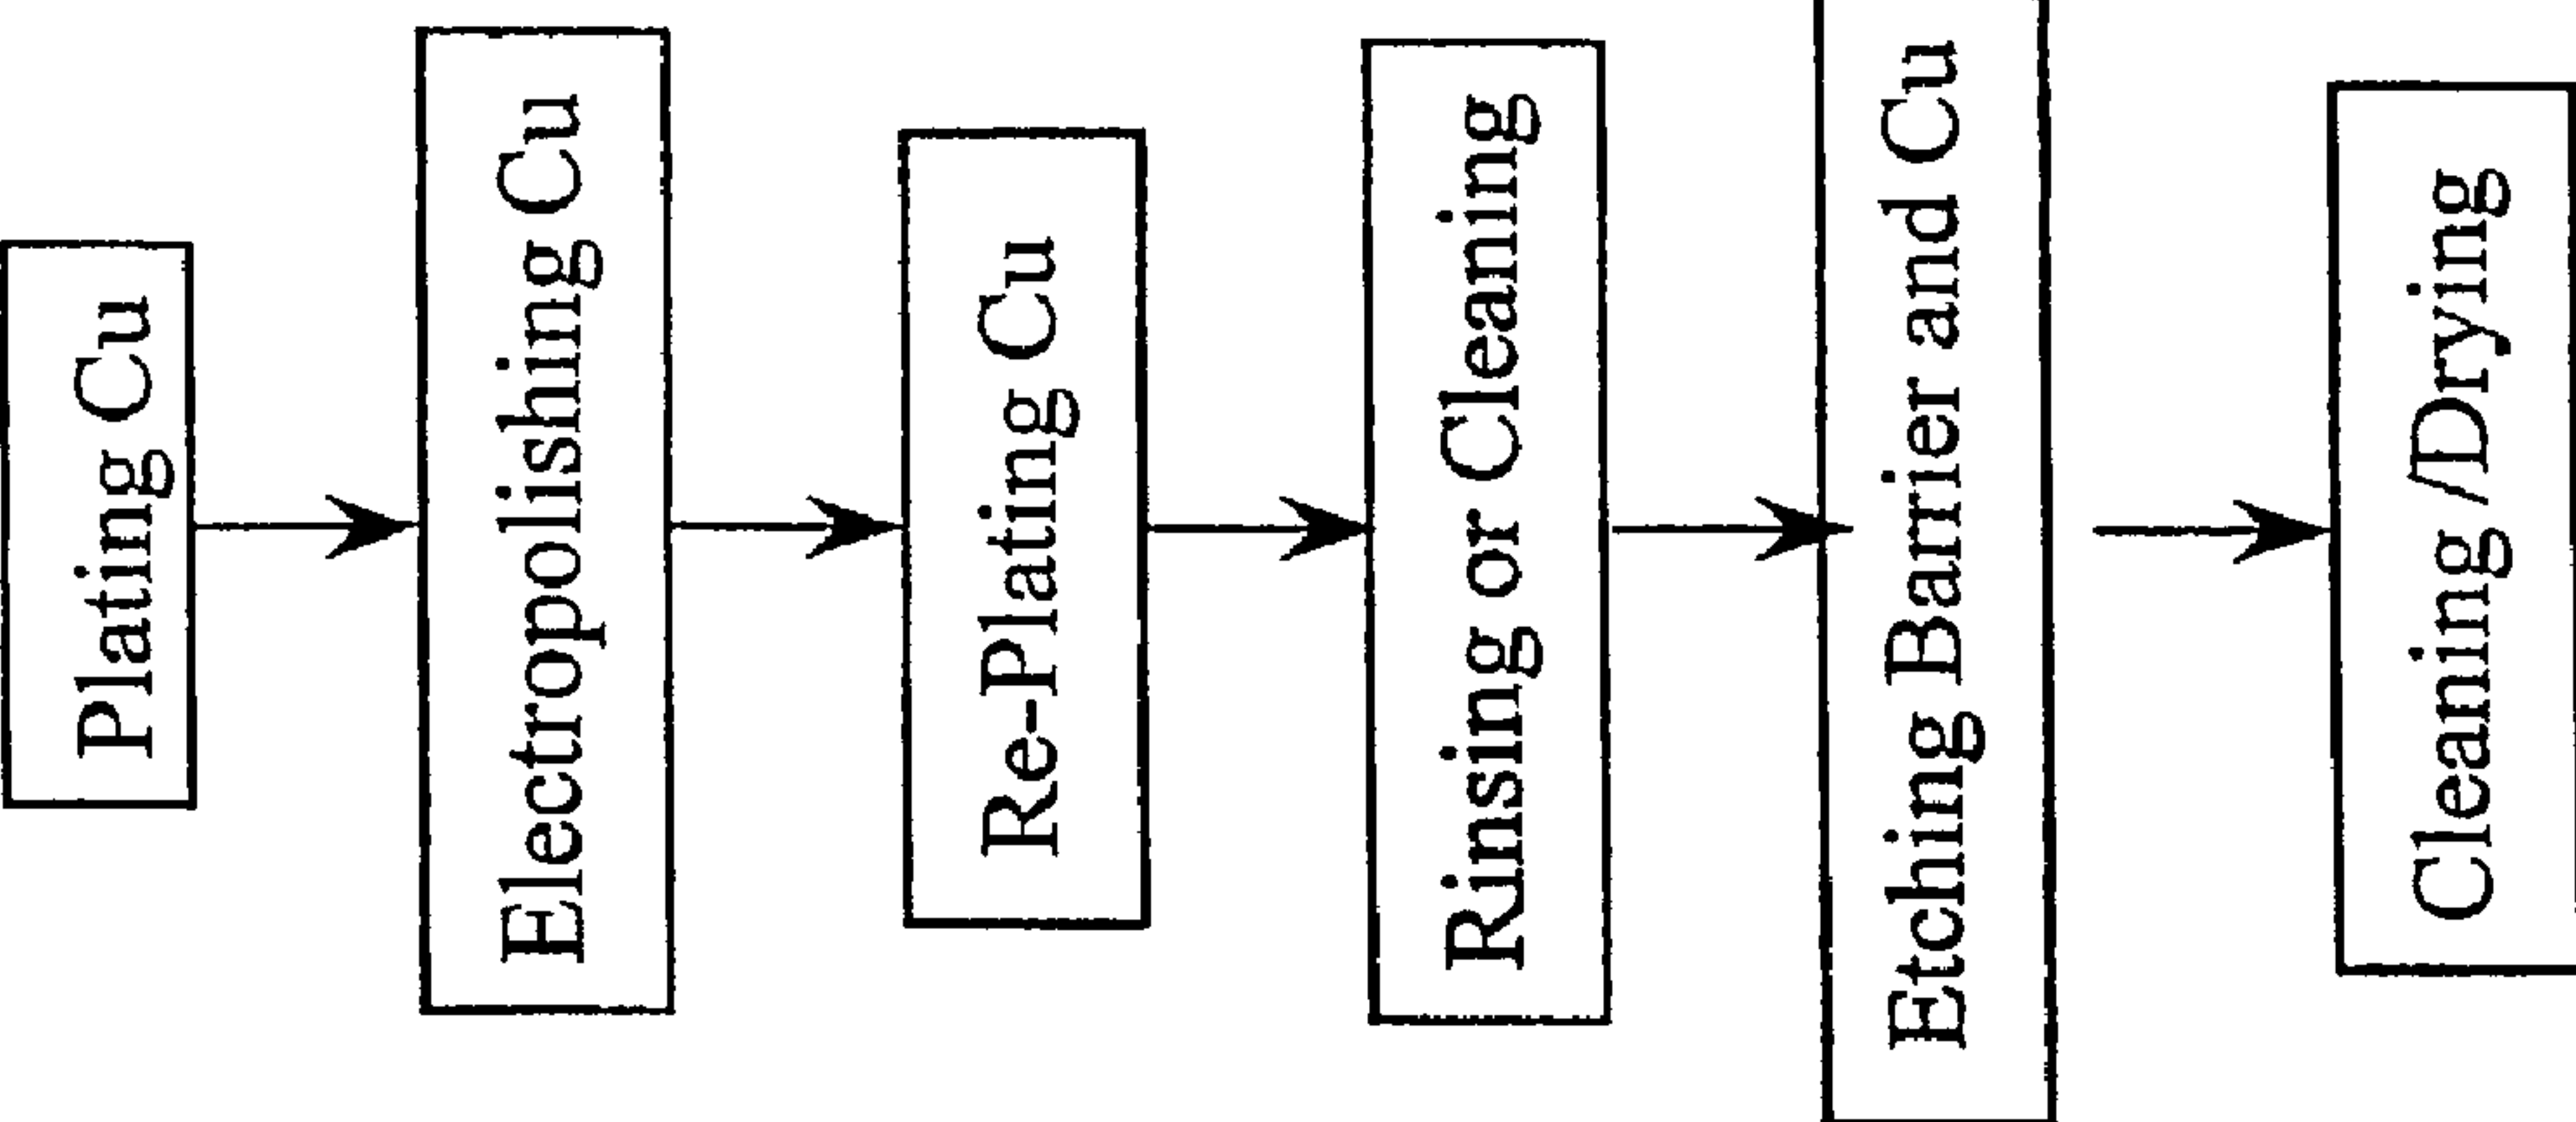 Plating Cu
Electropolishing Cu
Re-Plating Cu
Rinsing or Cleaning
Etching Barrier and Cu
Cleaning /Drying